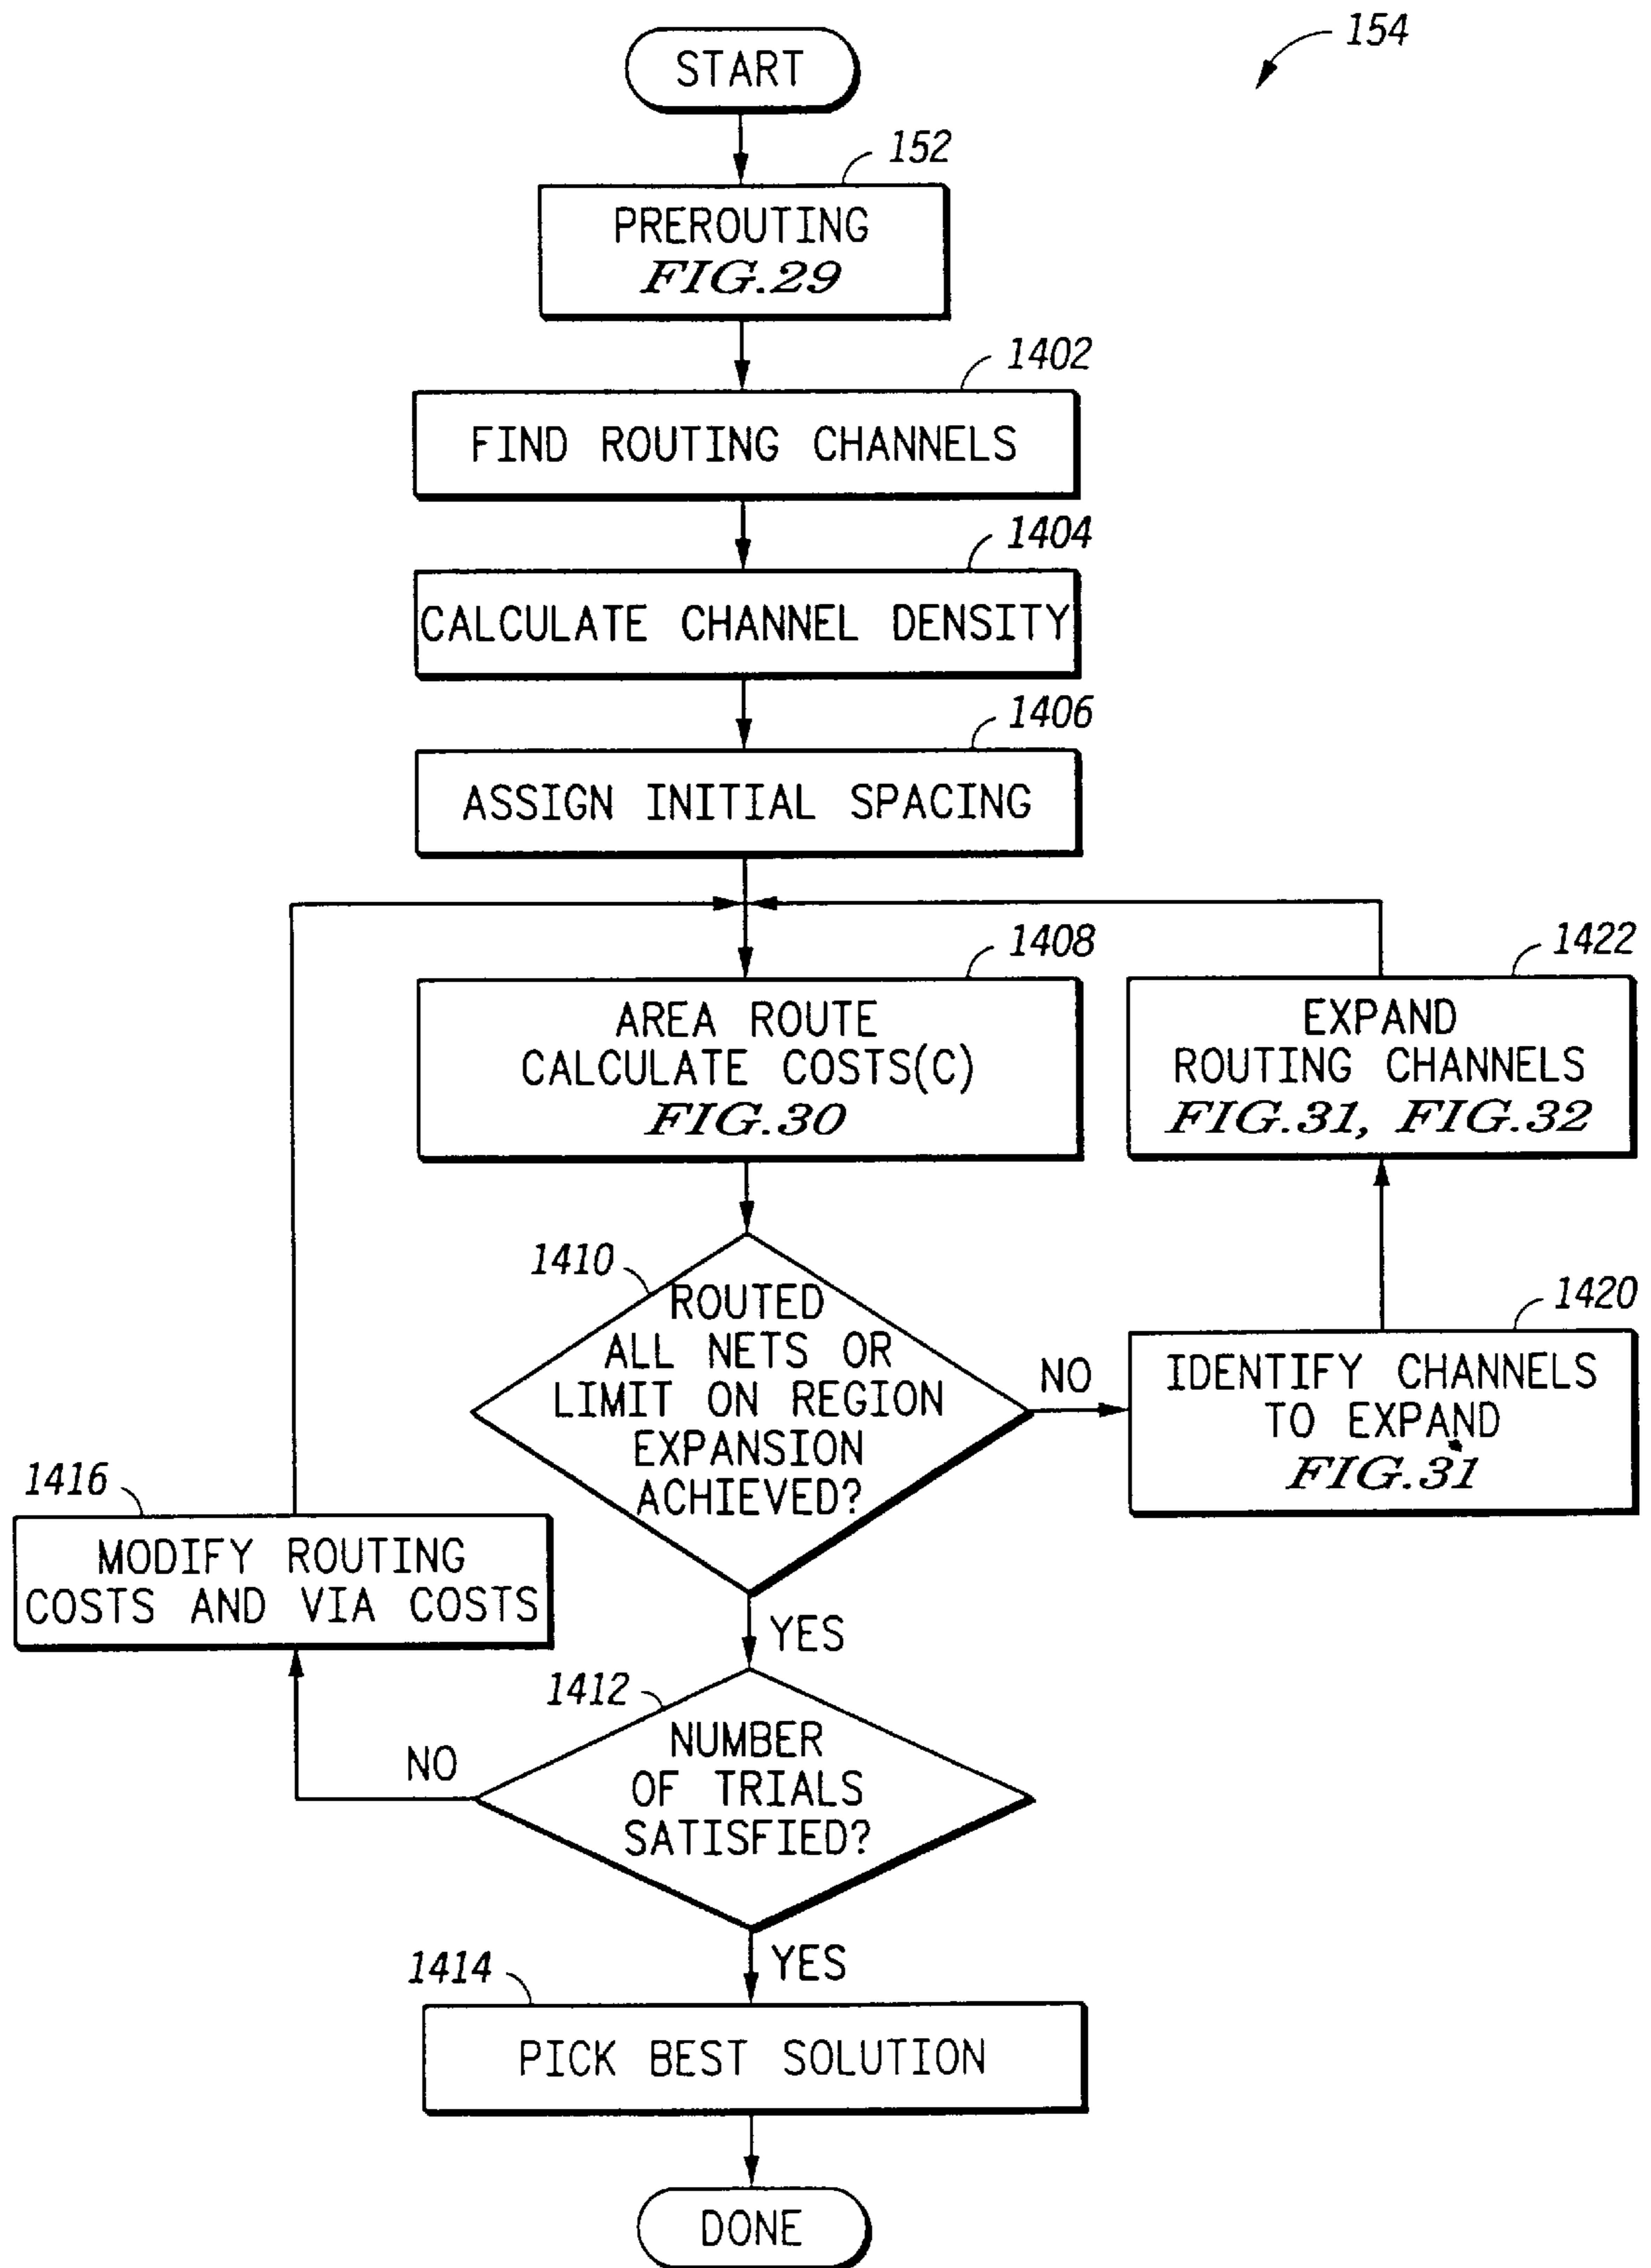 154
START
152
PREROUTING
FIG.29
1402
FIND ROUTING CHANNELS
1404
CALCULATE CHANNEL DENSITY
1406
ASSIGN INITIAL SPACING
1408
AREA ROUTE
CALCULATE COSTS(C)
FIG.30
1422
EXPAND
ROUTING CHANNELS
FIG.31, FIG.32
1410
ROUTED
ALL NETS OR
LIMIT ON REGION
EXPANSION
ACHIEVED?
NO
1420
IDENTIFY CHANNELS
TO EXPAND
FIG.31
YES
1416
MODIFY ROUTING
COSTS AND VIA COSTS
1412
NUMBER
OF TRIALS
SATISFIED?
NO
YES
1414
PICK BEST SOLUTION
DONE